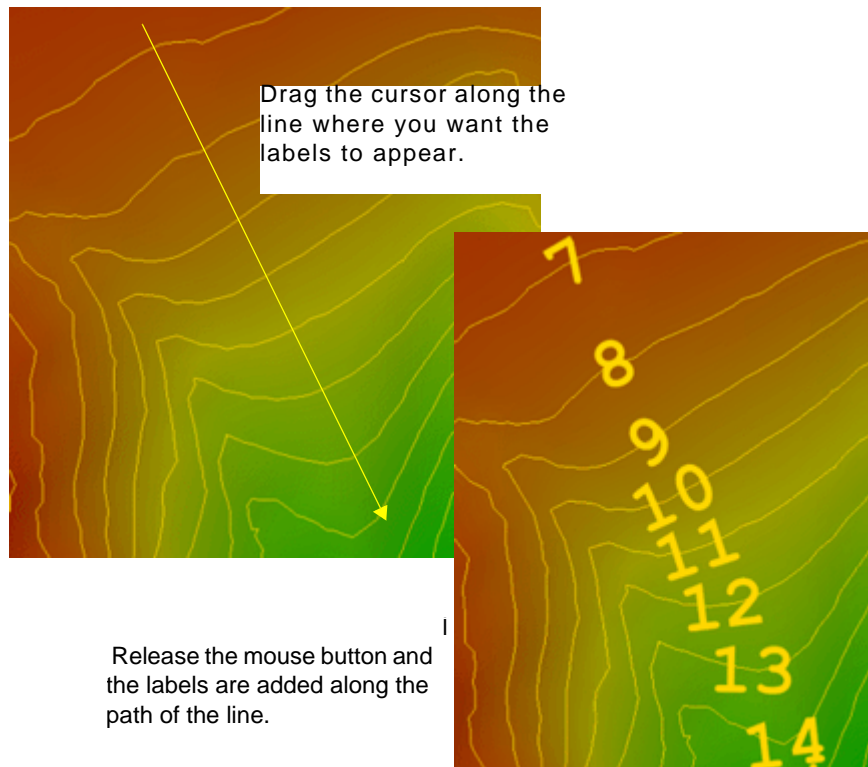 Drag the cursor along the
line where you want the
labels to appear.
7
8
9
10
11
12
13
14
l
Release the mouse button and
the labels are added along the
path of the line.